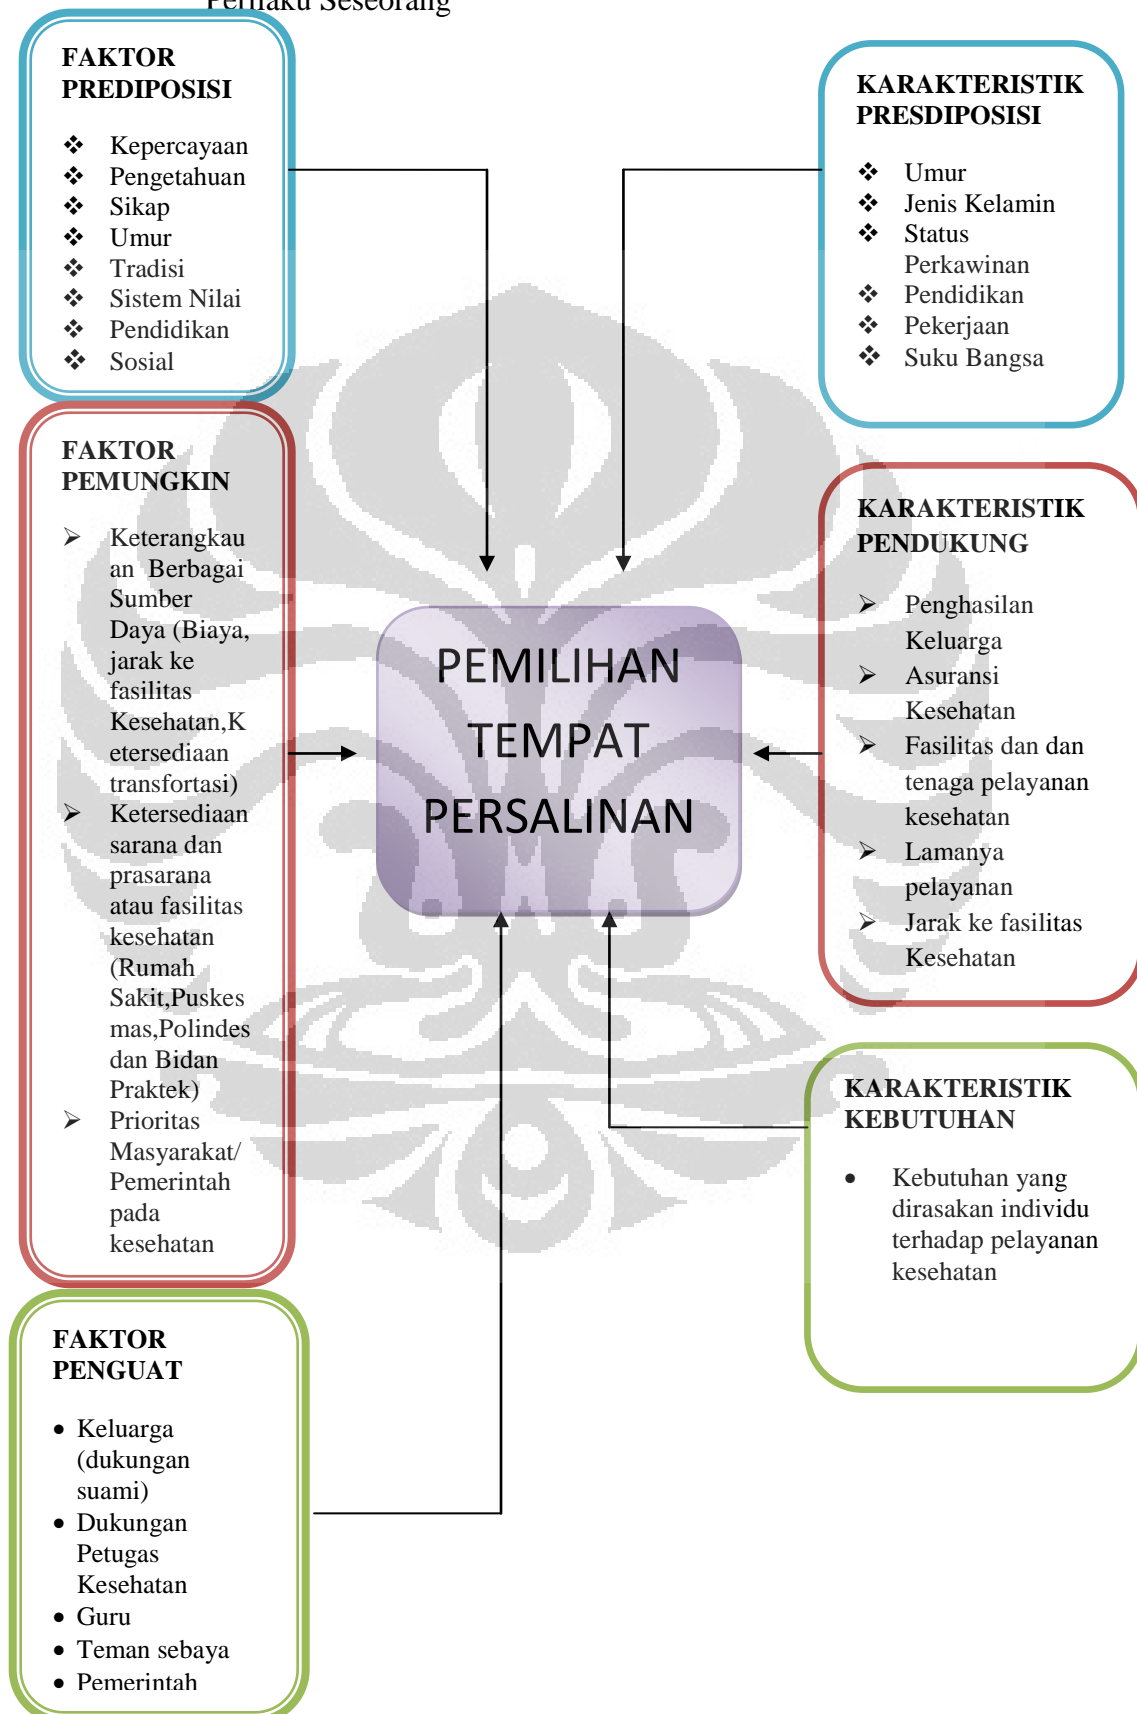 Perilaku Seseorang
FAKTOR
PREDIPOSISI
❖ Kepercayaan
❖ Pengetahuan
❖ Sikap
❖ Umur
❖ Tradisi
❖ Sistem Nilai
❖ Pendidikan
❖ Sosial
FAKTOR
PEMUNGKIN
➢ Keterangkau
an Berbagai
Sumber
Daya (Biaya,
jarak ke
fasilitas
Kesehatan,K
etersediaan
transfortasi)
➢ Ketersediaan
sarana dan
prasarana
atau fasilitas
kesehatan
(Rumah
Sakit,Puskes
mas,Polindes
dan Bidan
Praktek)
➢ Prioritas
Masyarakat/
Pemerintah
pada
kesehatan
FAKTOR
PENGUAT
• Keluarga
(dukungan
suami)
• Dukungan
Petugas
Kesehatan
• Guru
• Teman sebaya
• Pemerintah
PEMILIHAN
TEMPAT
PERSALINAN
KARAKTERISTIK
PRESDIPOSISI
❖ Umur
❖ Jenis Kelamin
❖ Status
Perkawinan
❖ Pendidikan
❖ Pekerjaan
❖ Suku Bangsa
KARAKTERISTIK
PENDUKUNG
➢ Penghasilan
Keluarga
➢ Asuransi
Kesehatan
➢ Fasilitas dan dan
tenaga pelayanan
kesehatan
➢ Lamanya
pelayanan
➢ Jarak ke fasilitas
Kesehatan
KARAKTERISTIK
KEBUTUHAN
• Kebutuhan yang
dirasakan individu
terhadap pelayanan
kesehatan